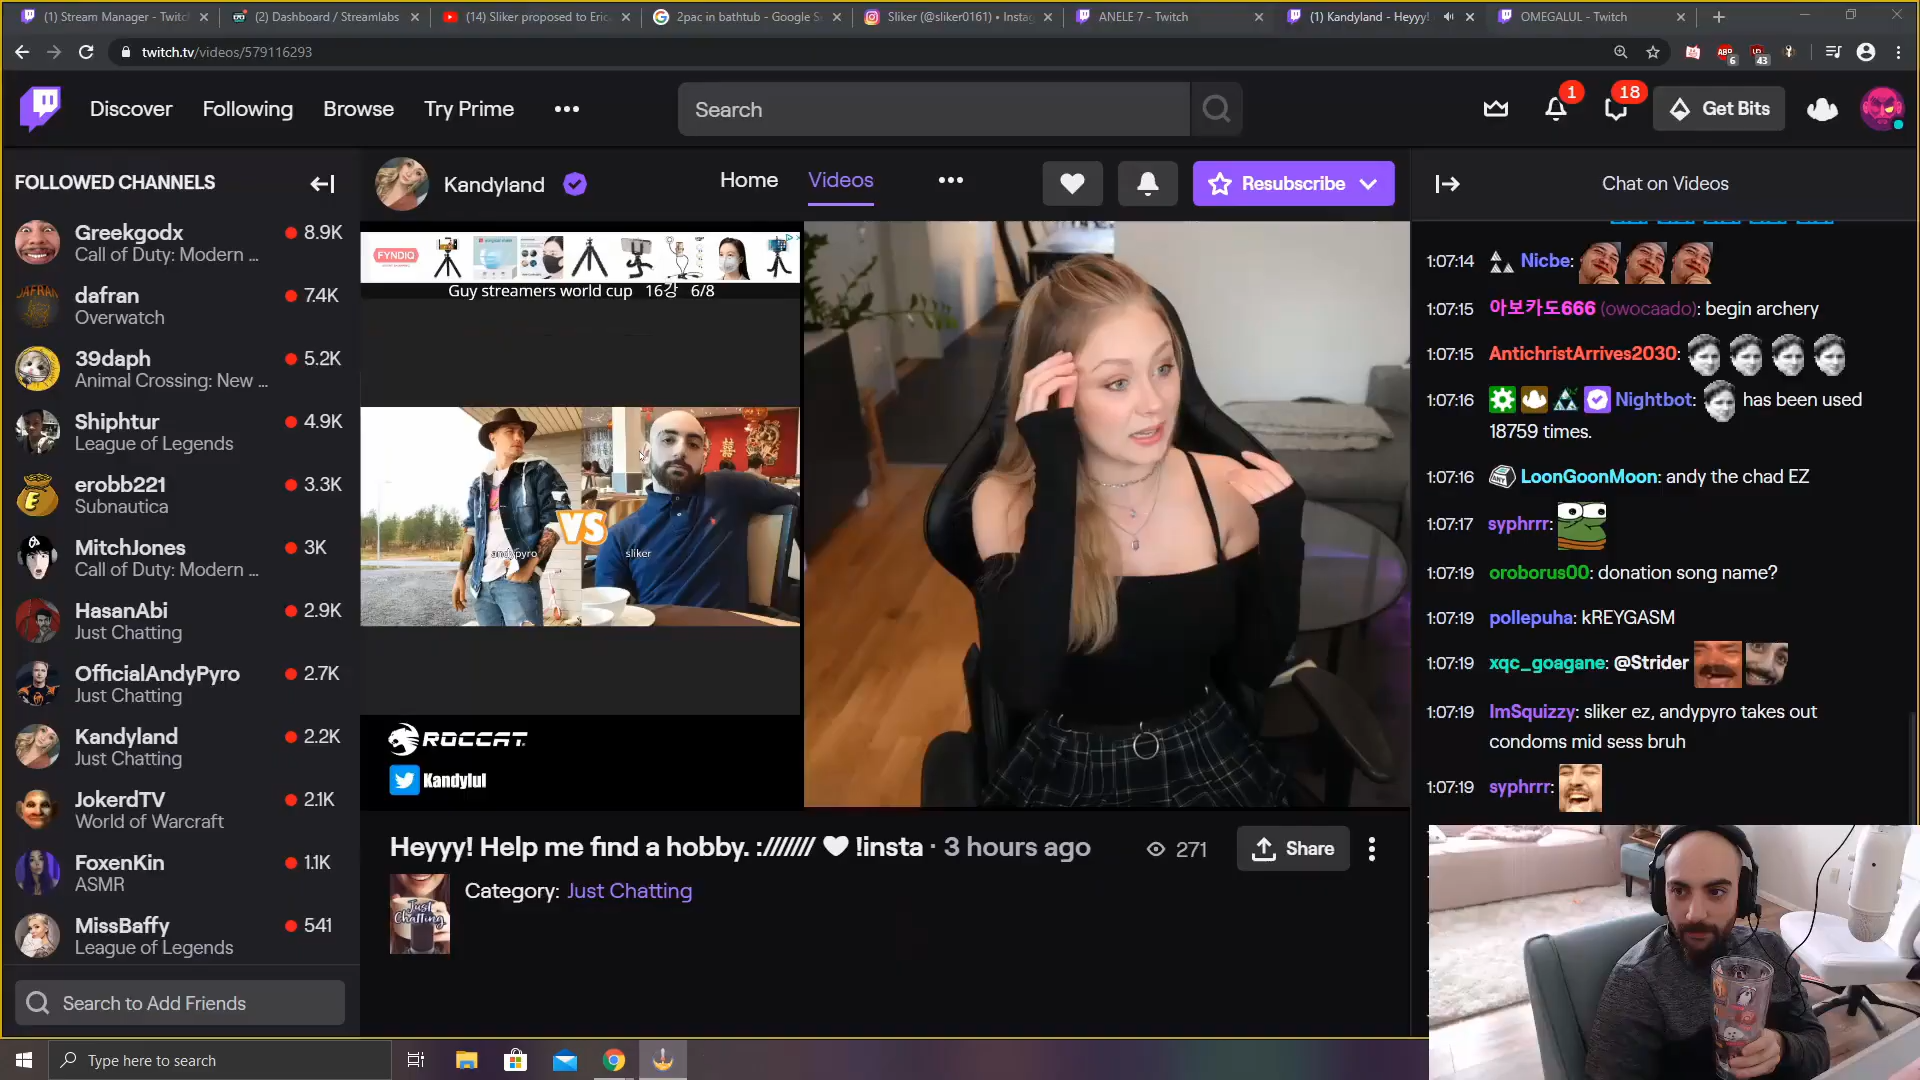 (1) Stream Manager - Twitc
(2) Dashboard / Streamlabs
(14) Sliker proposed to Eric
2pac in bathtub - Google S
Sliker (@sliker0161) • Instag
ANELE 7 - Twitch
(1) Kandyland - Heyyy!
OMEGALUL - Twitch
twitch.tv/videos/579116293
6
43
Discover
Following
Browse
Try Prime
Search
1
18
Get Bits
FOLLOWED CHANNELS
Greekgodx
8.9K
Call of Duty: Modern ...
dafran
7.4K
Overwatch
39daph
5.2K
Animal Crossing: New ...
Shiphtur
4.9K
League of Legends
erobb221
3.3K
Subnautica
MitchJones
3K
Call of Duty: Modern ...
HasanAbi
2.9K
Just Chatting
OfficialAndyPyro
2.7K
Just Chatting
Kandyland
2.2K
Just Chatting
JokerdTV
2.1K
World of Warcraft
FoxenKin
1.1K
ASMR
MissBaffy
541
League of Legends
Search to Add Friends
Kandyland
Home
Videos
Resubscribe
FYNDIQ
Guy streamers world cup 16강 6/8
VS
andypyro
sliker
ROCCAT
Kandylul
Heyyy! Help me find a hobby. ://///// !insta · 3 hours ago
271
Share
Just Chatting
Category: Just Chatting
Chat on Videos
1:07:14 Nicbe:
1:07:15 아보카도666 (owocaado): begin archery
1:07:15 AntichristArrives2030:
1:07:16 Nightbot: has been used
18759 times.
1:07:16 LoonGoonMoon: andy the chad EZ
1:07:17 syphrrr:
1:07:19 oroborus00: donation song name?
1:07:19 pollepuha: kREYGASM
1:07:19 xqc_goagane: @Strider
1:07:19 ImSquizzy: sliker ez, andypyro takes out
condoms mid sess bruh
1:07:19 syphrrr:
Type here to search